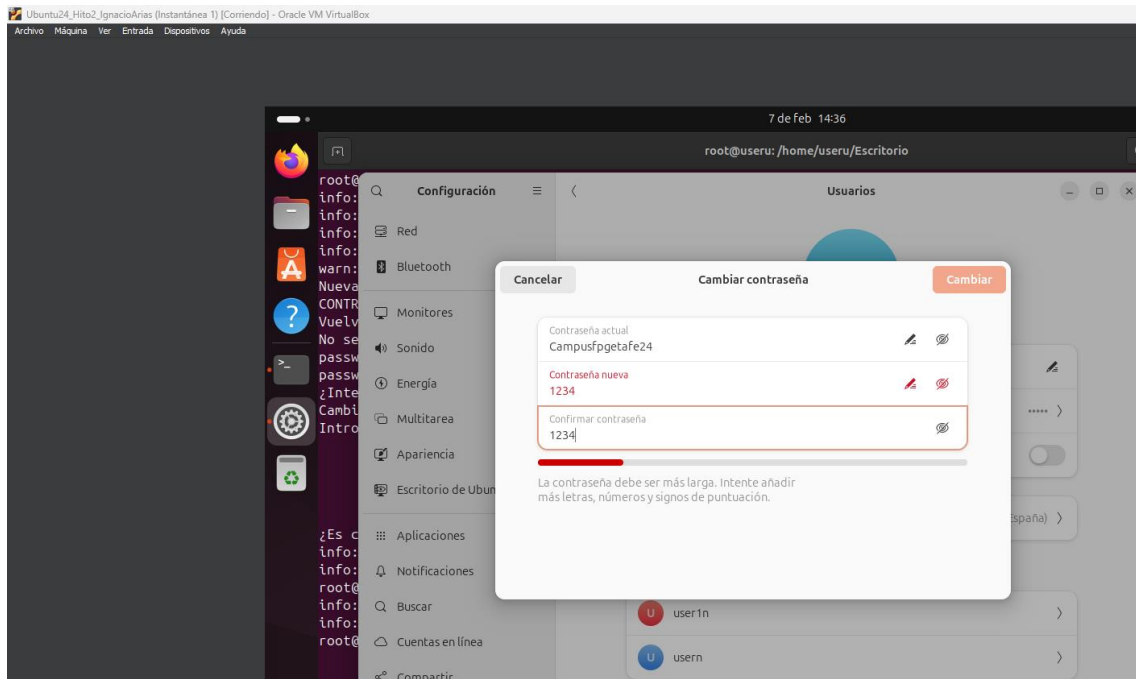 Ubuntu24_Hito2_IgnacioArias (Instantánea 1) [Corriendo] - Oracle VM VirtualBox
Archivo Máquina Ver Entrada Dispositivos Ayuda
7 de feb 14:36
root@useru: /home/useru/Escritorio
root@
info:
info:
info:
info:
warn:
Nueva
CONTR
Vuelv
No se
passw
passw
¿Inte
Cambi
Intro
¿Es c
info:
info:
root@
info:
info:
root@
Configuración
Red
Bluetooth
Monitores
Sonido
Energía
Multitarea
Apariencia
Escritorio de Ubun
Aplicaciones
Notificaciones
Buscar
Cuentas en línea
Compartir
Usuarios
Cancelar
Cambiar contraseña
Cambiar
Contraseña actual
Campusfpgetafe24
Contraseña nueva
1234
Confirmar contraseña
1234
La contraseña debe ser más larga. Intente añadir
más letras, números y signos de puntuación.
España)
U user1n
U usern